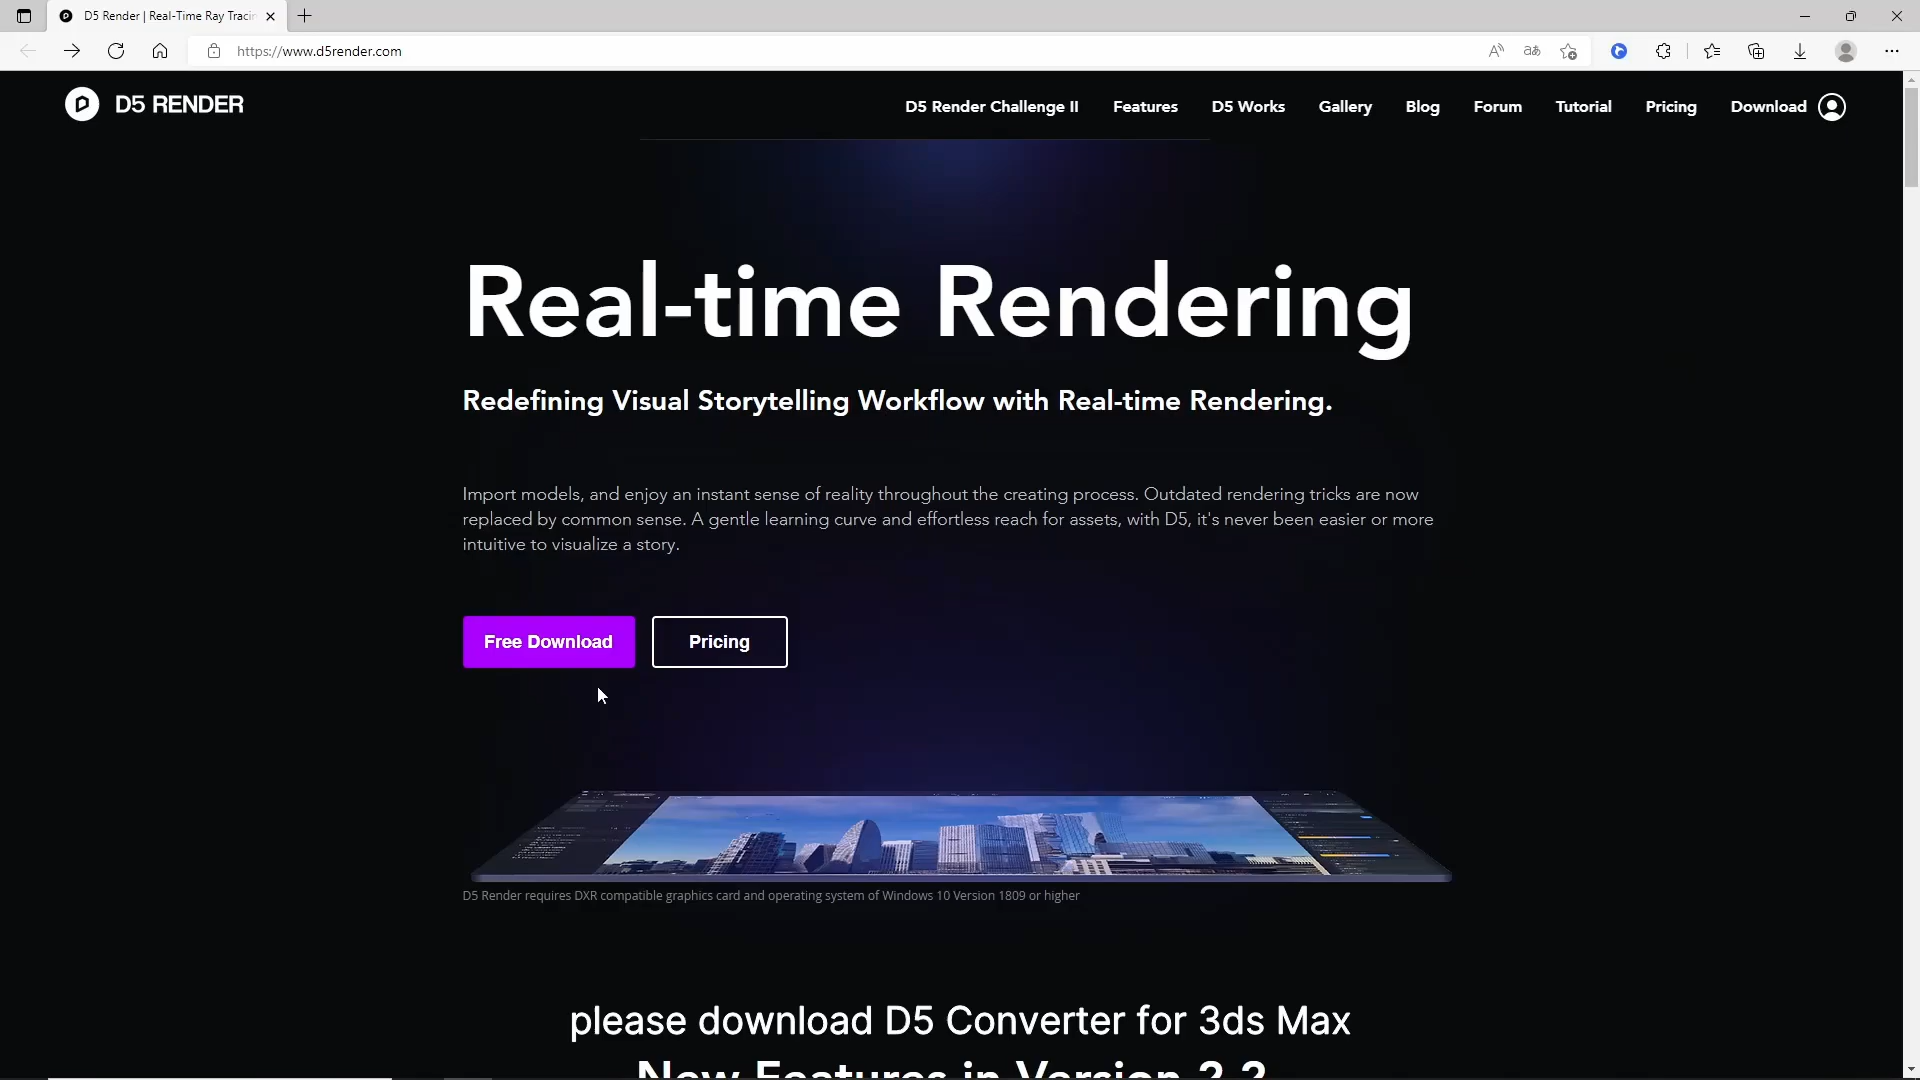 D5 Render | Real-Time Ray Tracin
https://www.d5render.com
D5 RENDER
D5 Render Challenge II
Features
D5 Works
Gallery
Blog
Forum
Tutorial
Pricing
Download
Real-time Rendering
Redefining Visual Storytelling Workflow with Real-time Rendering.
Import models, and enjoy an instant sense of reality throughout the creating process. Outdated rendering tricks are now
replaced by common sense. A gentle learning curve and effortless reach for assets, with D5, it's never been easier or more
intuitive to visualize a story.
Free Download
Pricing
D5 Render requires DXR compatible graphics card and operating system of Windows 10 Version 1809 or higher
please download D5 Converter for 3ds Max
New Features in Version 2.2